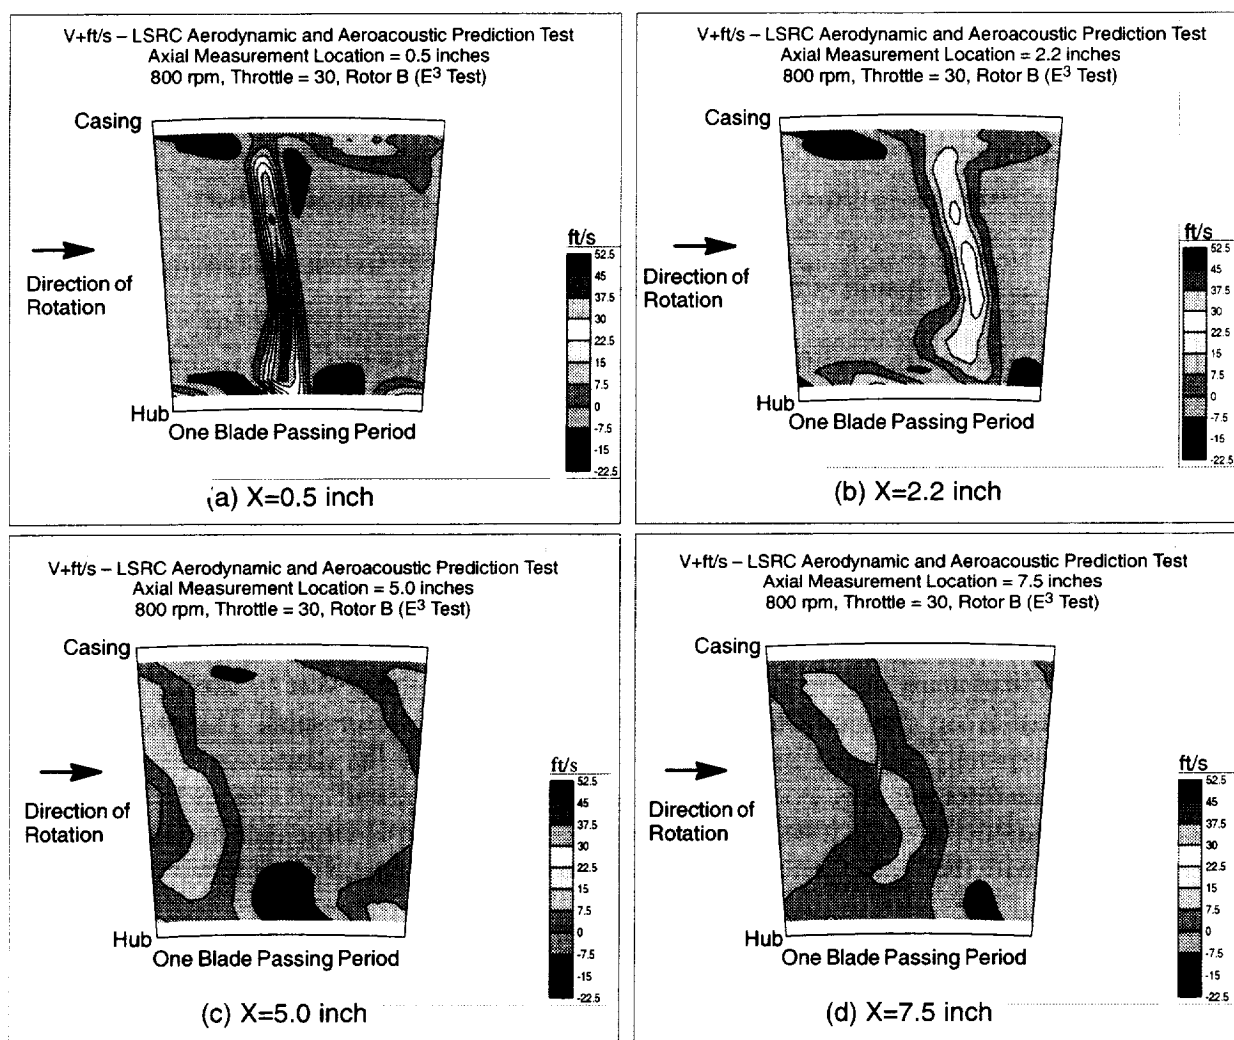 V+ft/s – LSRC Aerodynamic and Aeroacoustic Prediction Test
Axial Measurement Location = 0.5 inches
800 rpm, Throttle = 30, Rotor B (E³ Test)
Casing
Direction of
Rotation
Hub
One Blade Passing Period
ft/s
52.5
45
37.5
30
22.5
15
7.5
0
-7.5
-15
-22.5
(a) X=0.5 inch
V+ft/s – LSRC Aerodynamic and Aeroacoustic Prediction Test
Axial Measurement Location = 2.2 inches
800 rpm, Throttle = 30, Rotor B (E³ Test)
Casing
Direction of
Rotation
Hub
One Blade Passing Period
ft/s
52.5
45
37.5
30
22.5
15
7.5
0
-7.5
-15
-22.5
(b) X=2.2 inch
V+ft/s – LSRC Aerodynamic and Aeroacoustic Prediction Test
Axial Measurement Location = 5.0 inches
800 rpm, Throttle = 30, Rotor B (E³ Test)
Casing
Direction of
Rotation
Hub
One Blade Passing Period
ft/s
52.5
45
37.5
30
22.5
15
7.5
0
-7.5
-15
-22.5
(c) X=5.0 inch
V+ft/s – LSRC Aerodynamic and Aeroacoustic Prediction Test
Axial Measurement Location = 7.5 inches
800 rpm, Throttle = 30, Rotor B (E³ Test)
Casing
Direction of
Rotation
Hub
One Blade Passing Period
ft/s
52.5
45
37.5
30
22.5
15
7.5
0
-7.5
-15
-22.5
(d) X=7.5 inch